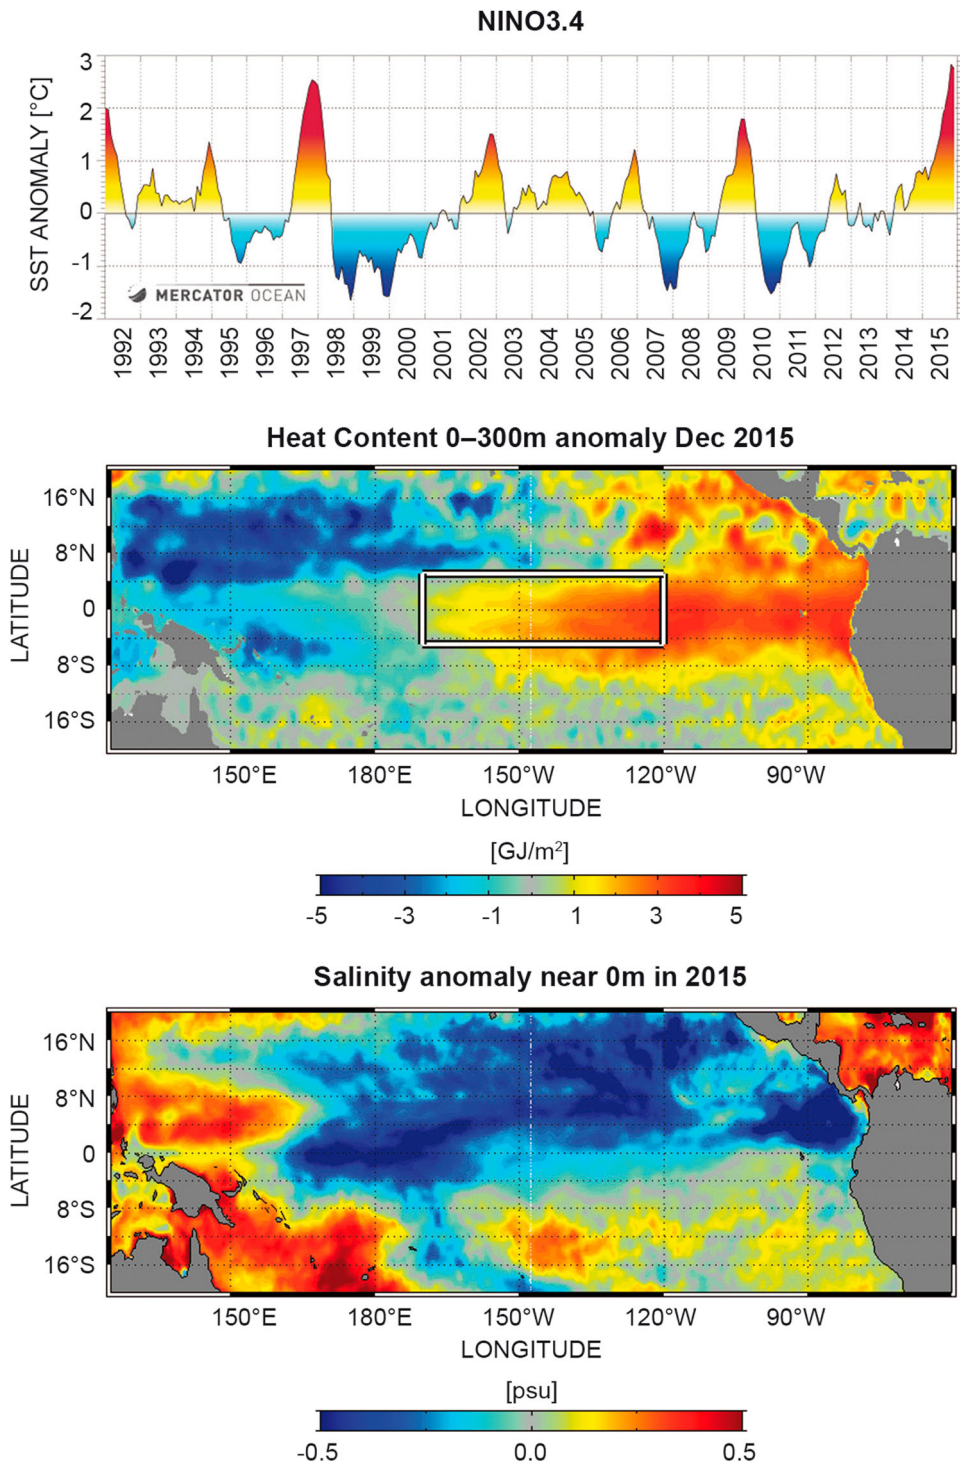 NINO3.4
SST ANOMALY [°C]
3
2
1
0
-1
-2
MERCATOR OCEAN
1992
1993
1994
1995
1996
1997
1998
1999
2000
2001
2002
2003
2004
2005
2006
2007
2008
2009
2010
2011
2012
2013
2014
2015
Heat Content 0–300m anomaly Dec 2015
LATITUDE
16°N
8°N
0
8°S
16°S
150°E 180°E 150°W 120°W 90°W
LONGITUDE
[GJ/m²]
-5 -3 -1 1 3 5
Salinity anomaly near 0m in 2015
LATITUDE
16°N
8°N
0
8°S
16°S
150°E 180°E 150°W 120°W 90°W
LONGITUDE
[psu]
-0.5 0.0 0.5